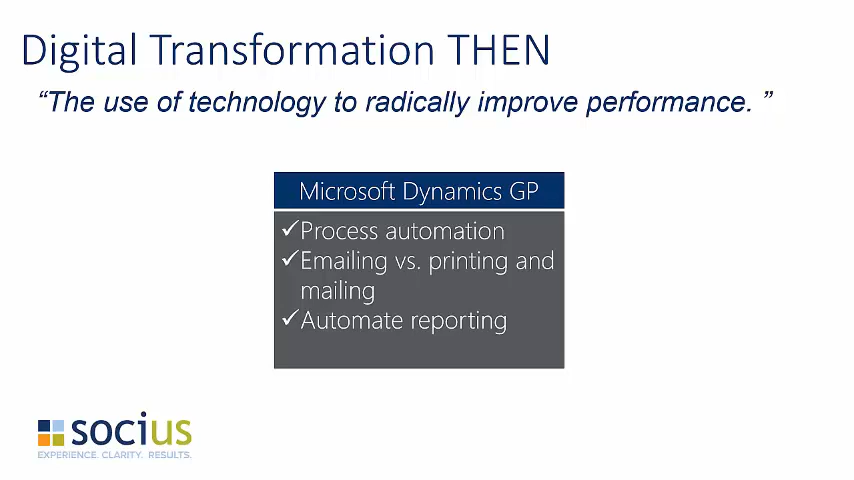 Digital Transformation THEN
“The use of technology to radically improve performance. ”
Microsoft Dynamics GP
✓Process automation
✓Emailing vs. printing and
mailing
✓Automate reporting
socius
EXPERIENCE. CLARITY. RESULTS.